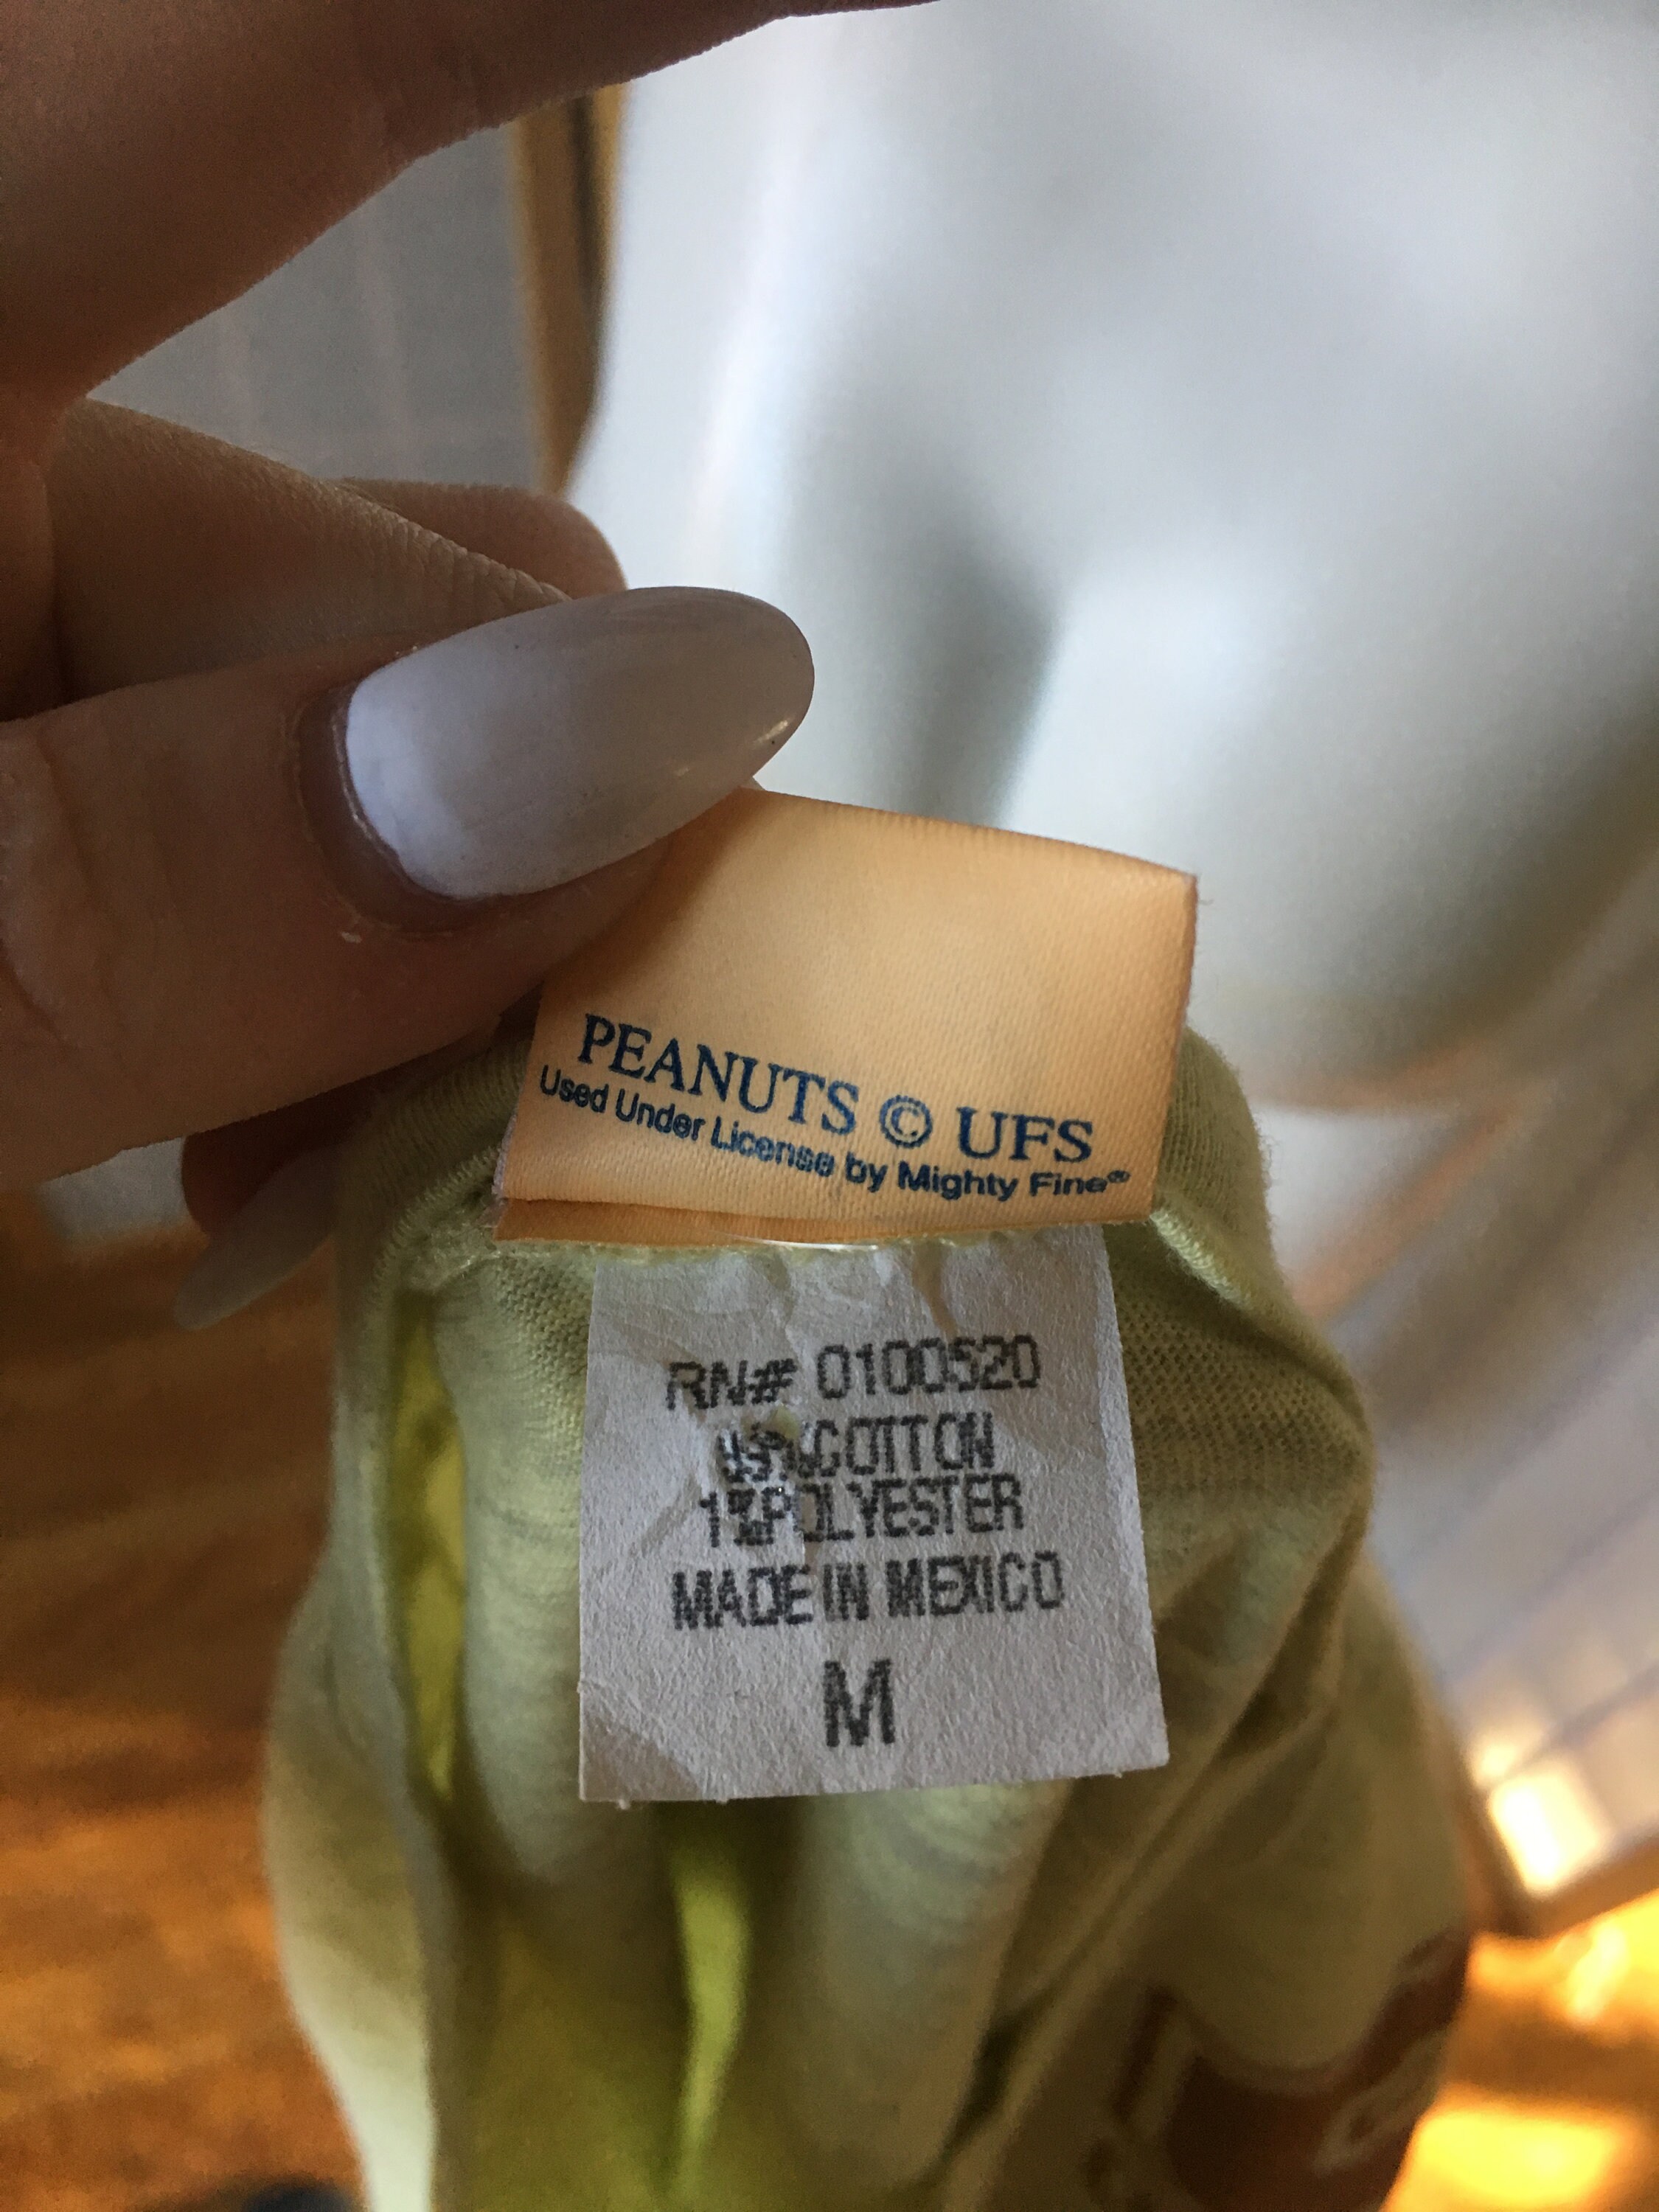 PEANUTS © UFS
Used Under License by Mighty Fine®
RN# 0100520
COTTON
POLYESTER
MADE IN MEXICO
M